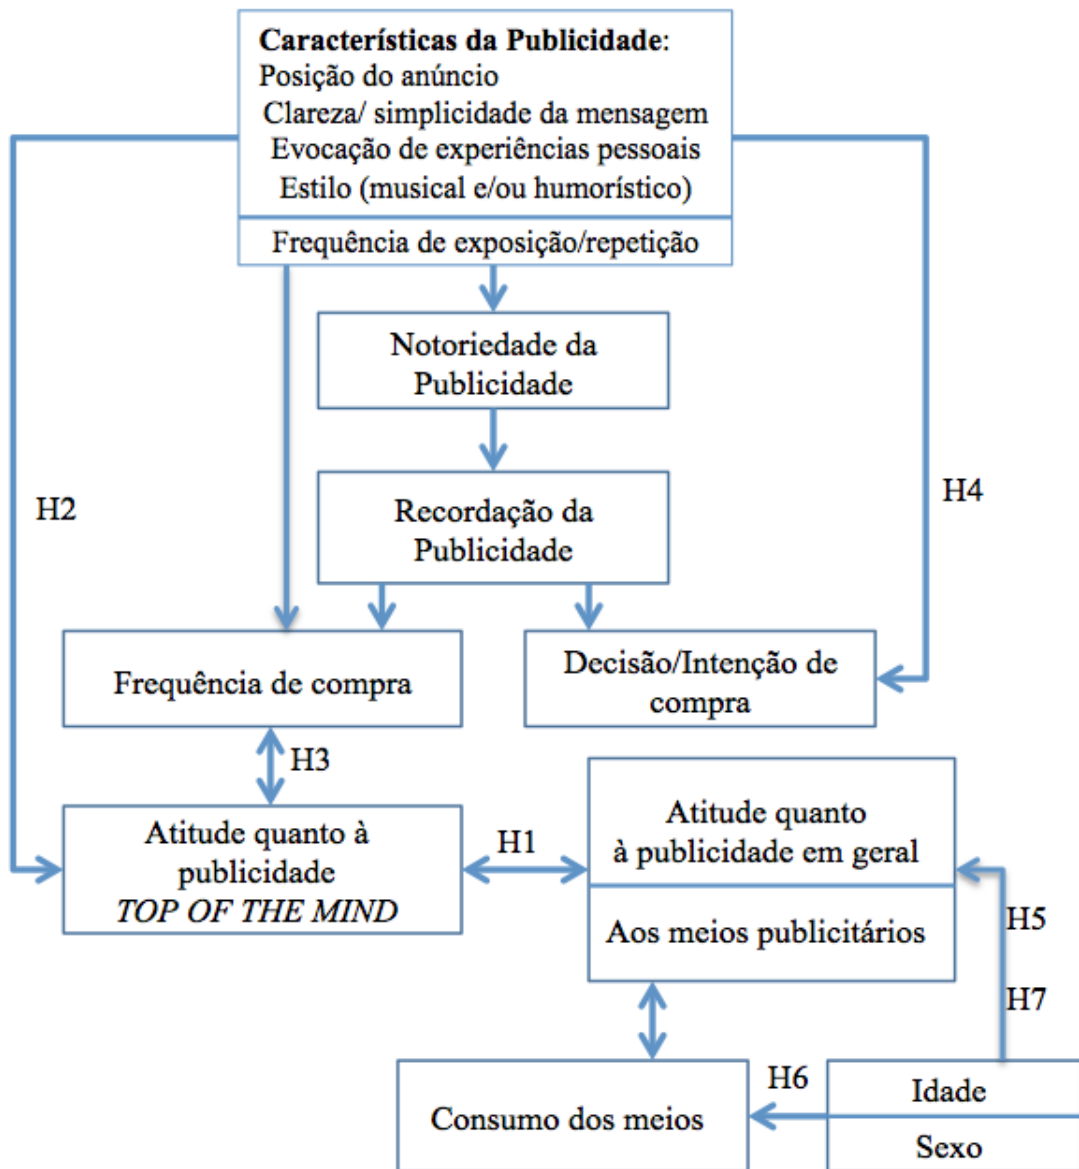 Características da Publicidade:
Posição do anúncio
Clareza/ simplicidade da mensagem
Evocação de experiências pessoais
Estilo (musical e/ou humorístico)
Frequência de exposição/repetição
Notoriedade da
Publicidade
H2
Recordação da
Publicidade
H4
Frequência de compra
Decisão/Intenção de
compra
H3
Atitude quanto à
publicidade
TOP OF THE MIND
H1
Atitude quanto
à publicidade em geral
Aos meios publicitários
H5
H7
Consumo dos meios
H6
Idade
Sexo